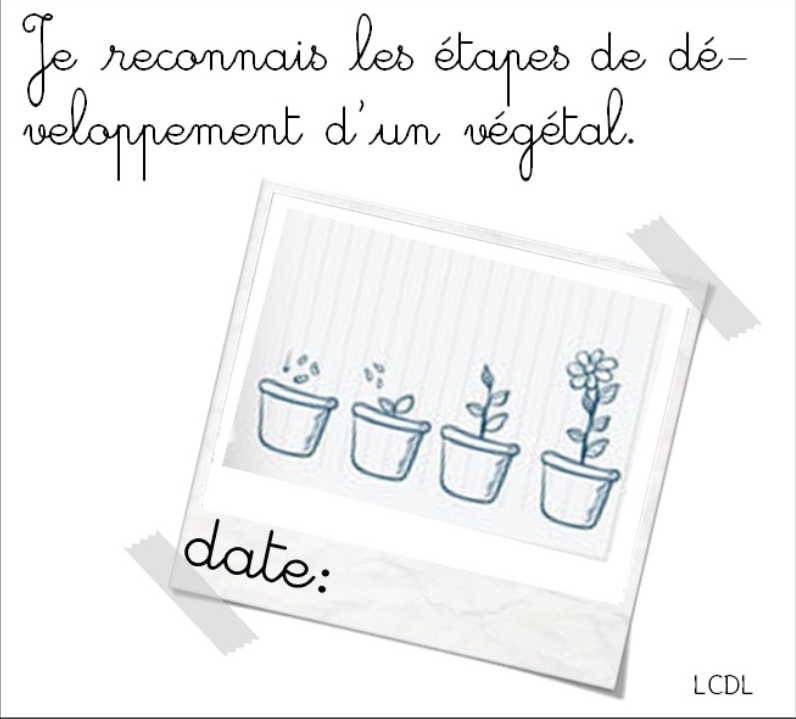 Je reconnais les étapes de dé-
veloppement d'un végétal.
date:
LCDL